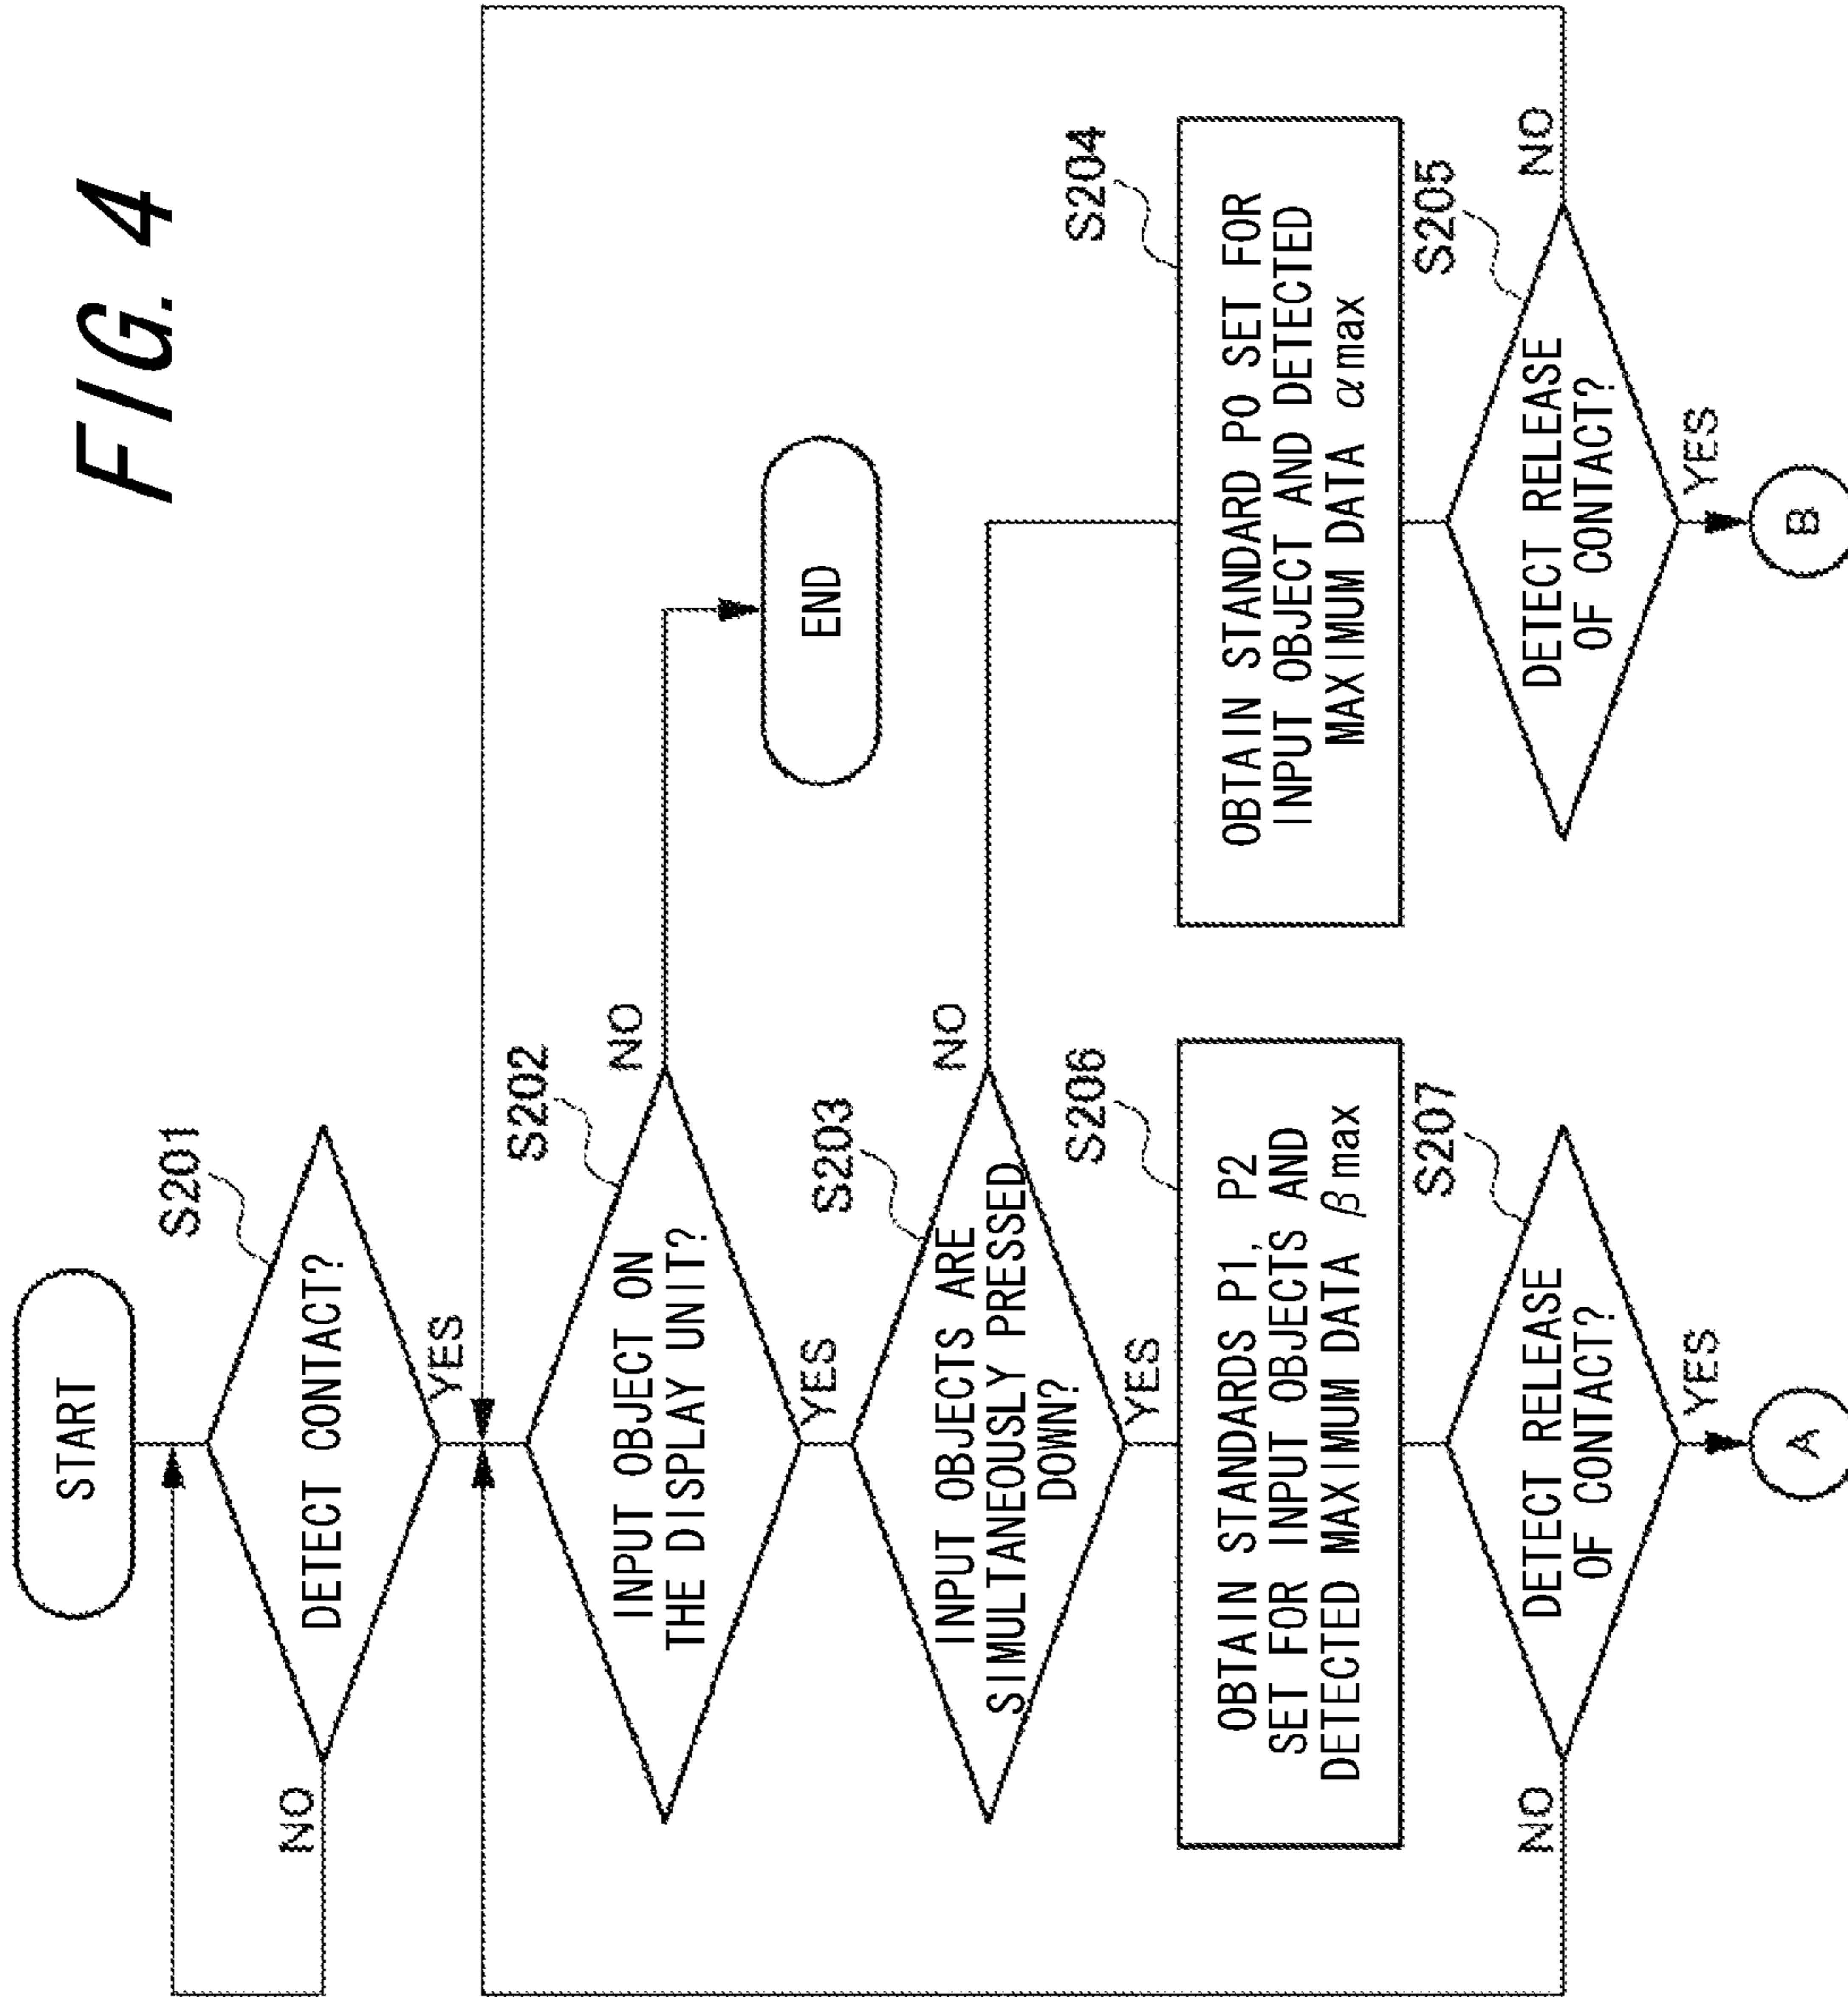 FIG. 4
START
S201
DETECT CONTACT?
NO
YES
S202
INPUT OBJECT ON
THE DISPLAY UNIT?
NO
END
YES
S203
INPUT OBJECTS ARE
SIMULTANEOUSLY PRESSED
DOWN?
NO
YES
S206
OBTAIN STANDARDS P1, P2
SET FOR INPUT OBJECTS AND
DETECTED MAXIMUM DATA βmax
S207
DETECT RELEASE
OF CONTACT?
NO
YES
A
S204
OBTAIN STANDARD P0 SET FOR
INPUT OBJECT AND DETECTED
MAXIMUM DATA αmax
S205
DETECT RELEASE
OF CONTACT?
NO
YES
B